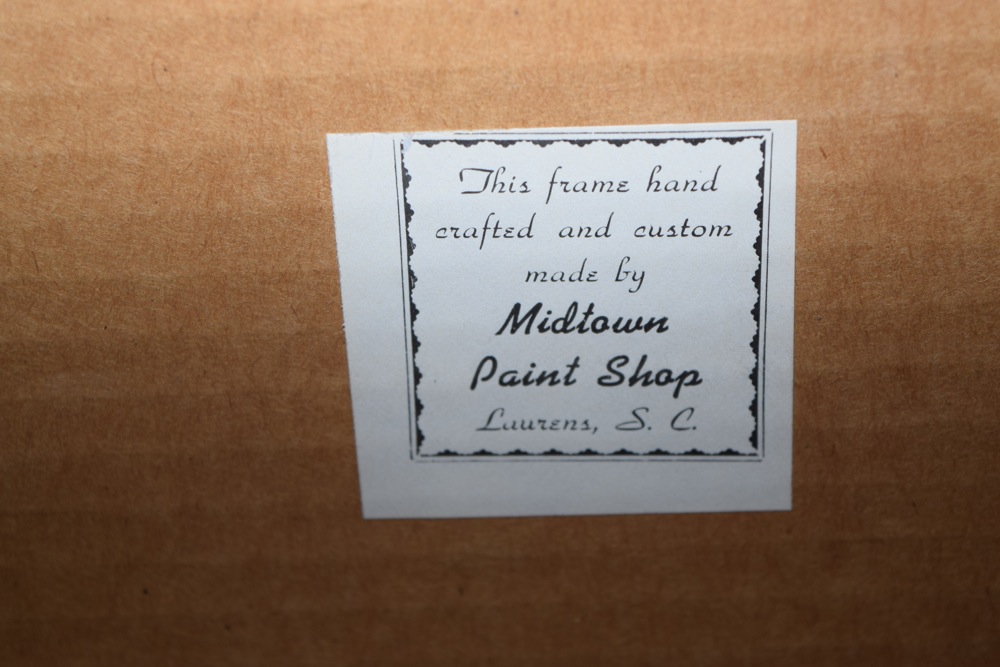 This frame hand
crafted and custom
made by
Midtown
Paint Shop
Laurens, S. C.